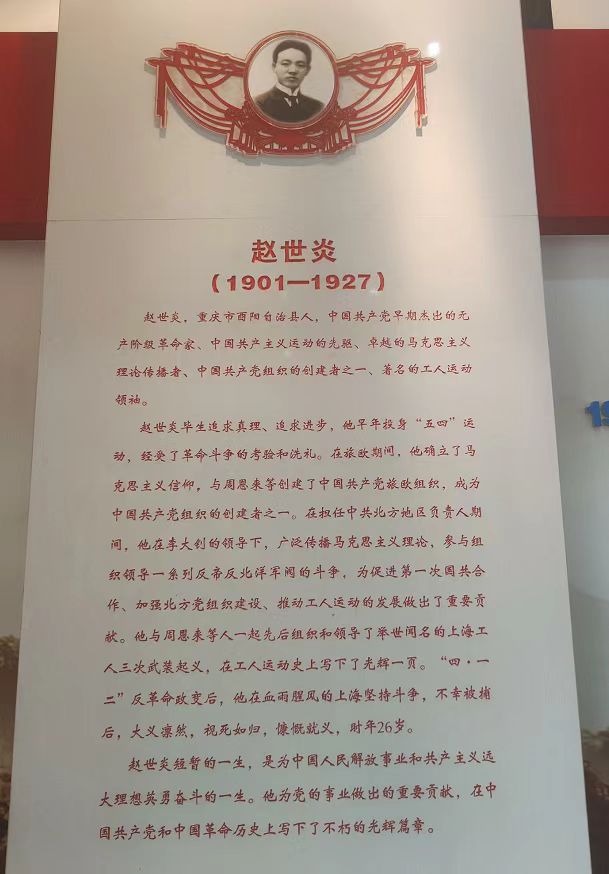 赵世炎
（1901—1927）
赵世炎，重庆市酉阳自治县人，中国共产党早期杰出的无
产阶级革命家、中国共产主义运动的先驱、卓越的马克思主义
理论传播者、中国共产党组织的创建者之一、著名的工人运动
领袖。
赵世炎毕生追求真理、追求进步，他早年投身“五四”运
动，经受了革命斗争的考验和洗礼。在旅欧期间，他确立了马
克思主义信仰，与周恩来等创建了中国共产党旅欧组织，成为
中国共产党组织的创建者之一。在担任中共北方地区负责人期
间，他在李大钊的领导下，广泛传播马克思主义理论，参与组
织领导一系列反帝反北洋军阀的斗争，为促进第一次国共合
作、加强北方党组织建设、推动工人运动的发展做出了重要贡
献。他与周恩来等人一起先后组织和领导了举世闻名的上海工
人三次武装起义，在工人运动史上写下了光辉一页。“四·一
二”反革命政变后，他在血雨腥风的上海坚持斗争，不幸被捕
后，大义凛然，视死如归，慷慨就义，时年26岁。
赵世炎短暂的一生，是为中国人民解放事业和共产主义远
大理想英勇奋斗的一生。他为党的事业做出的重要贡献，在中
国共产党和中国革命历史上写下了不朽的光辉篇章。